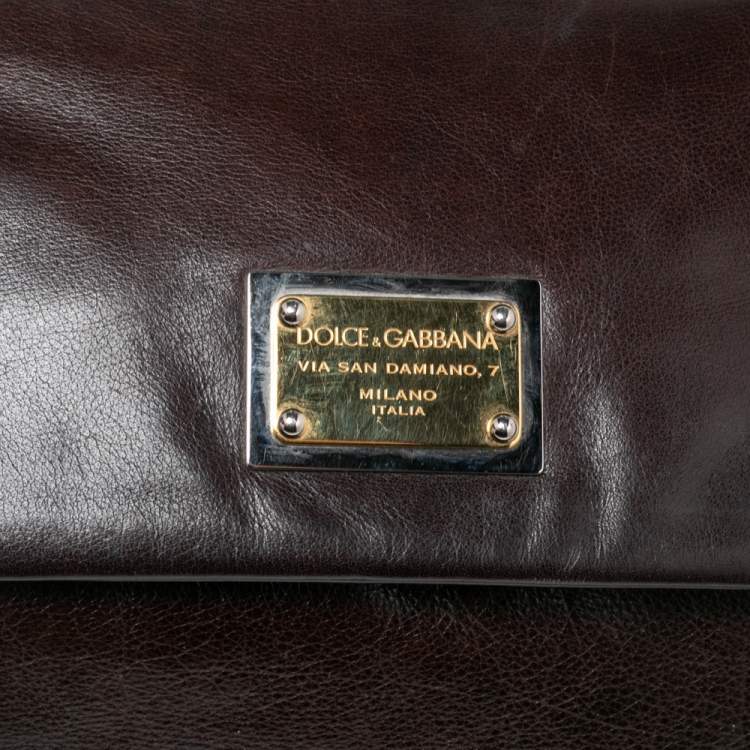 DOLCE & GABBANA
VIA SAN DAMIANO, 7
MILANO
ITALIA